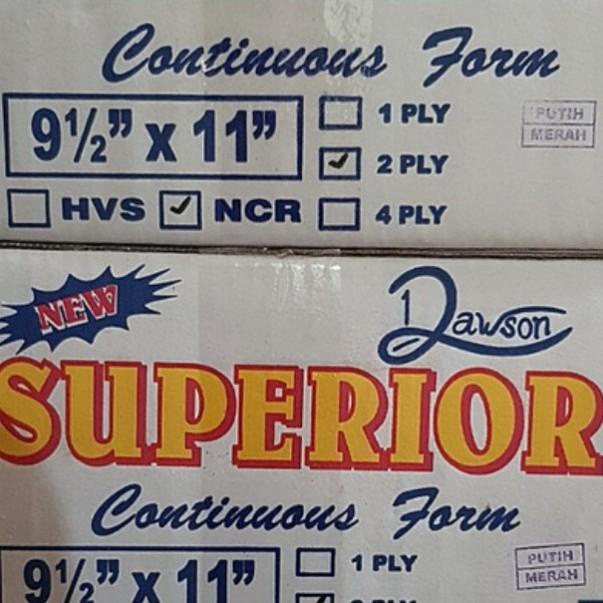 Continuous Form
9½" x 11"
1 PLY
PUTIH
MERAH
2 PLY
HVS
NCR
4 PLY
NEW
Dawson
SUPERIOR
Continuous Form
9½" x 11"
1 PLY
PUTIH
MERAH